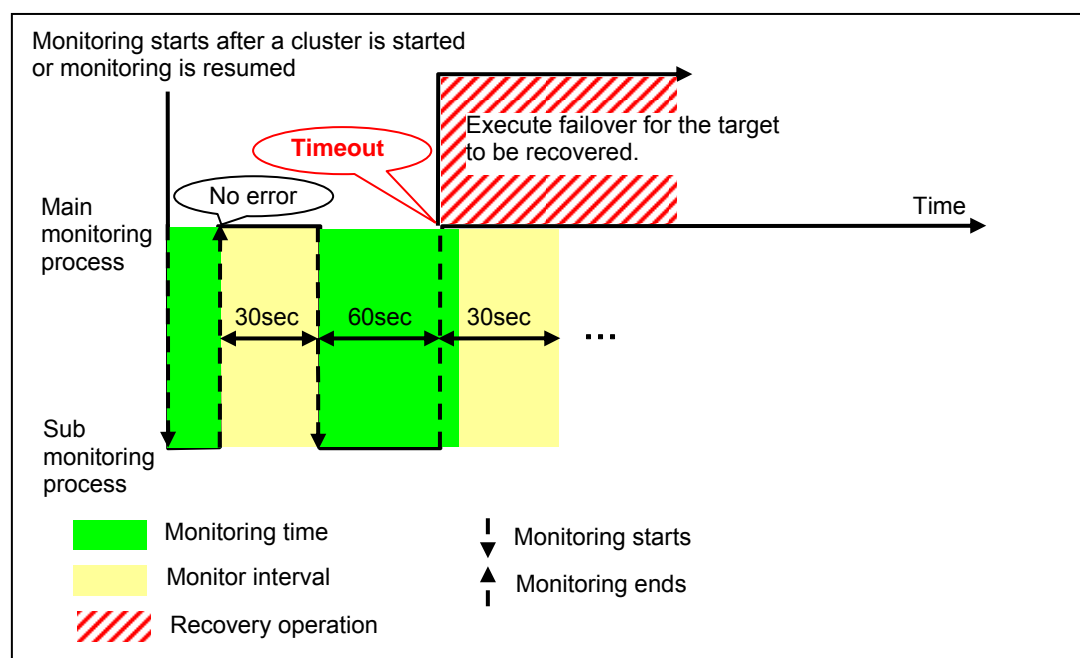 Monitoring starts after a cluster is started
or monitoring is resumed
Execute failover for the target
to be recovered.
Timeout
No error
Main
monitoring
process
Time
30sec
60sec
30sec
...
Sub
monitoring
process
Monitoring time
Monitoring starts
Monitor interval
Monitoring ends
Recovery operation